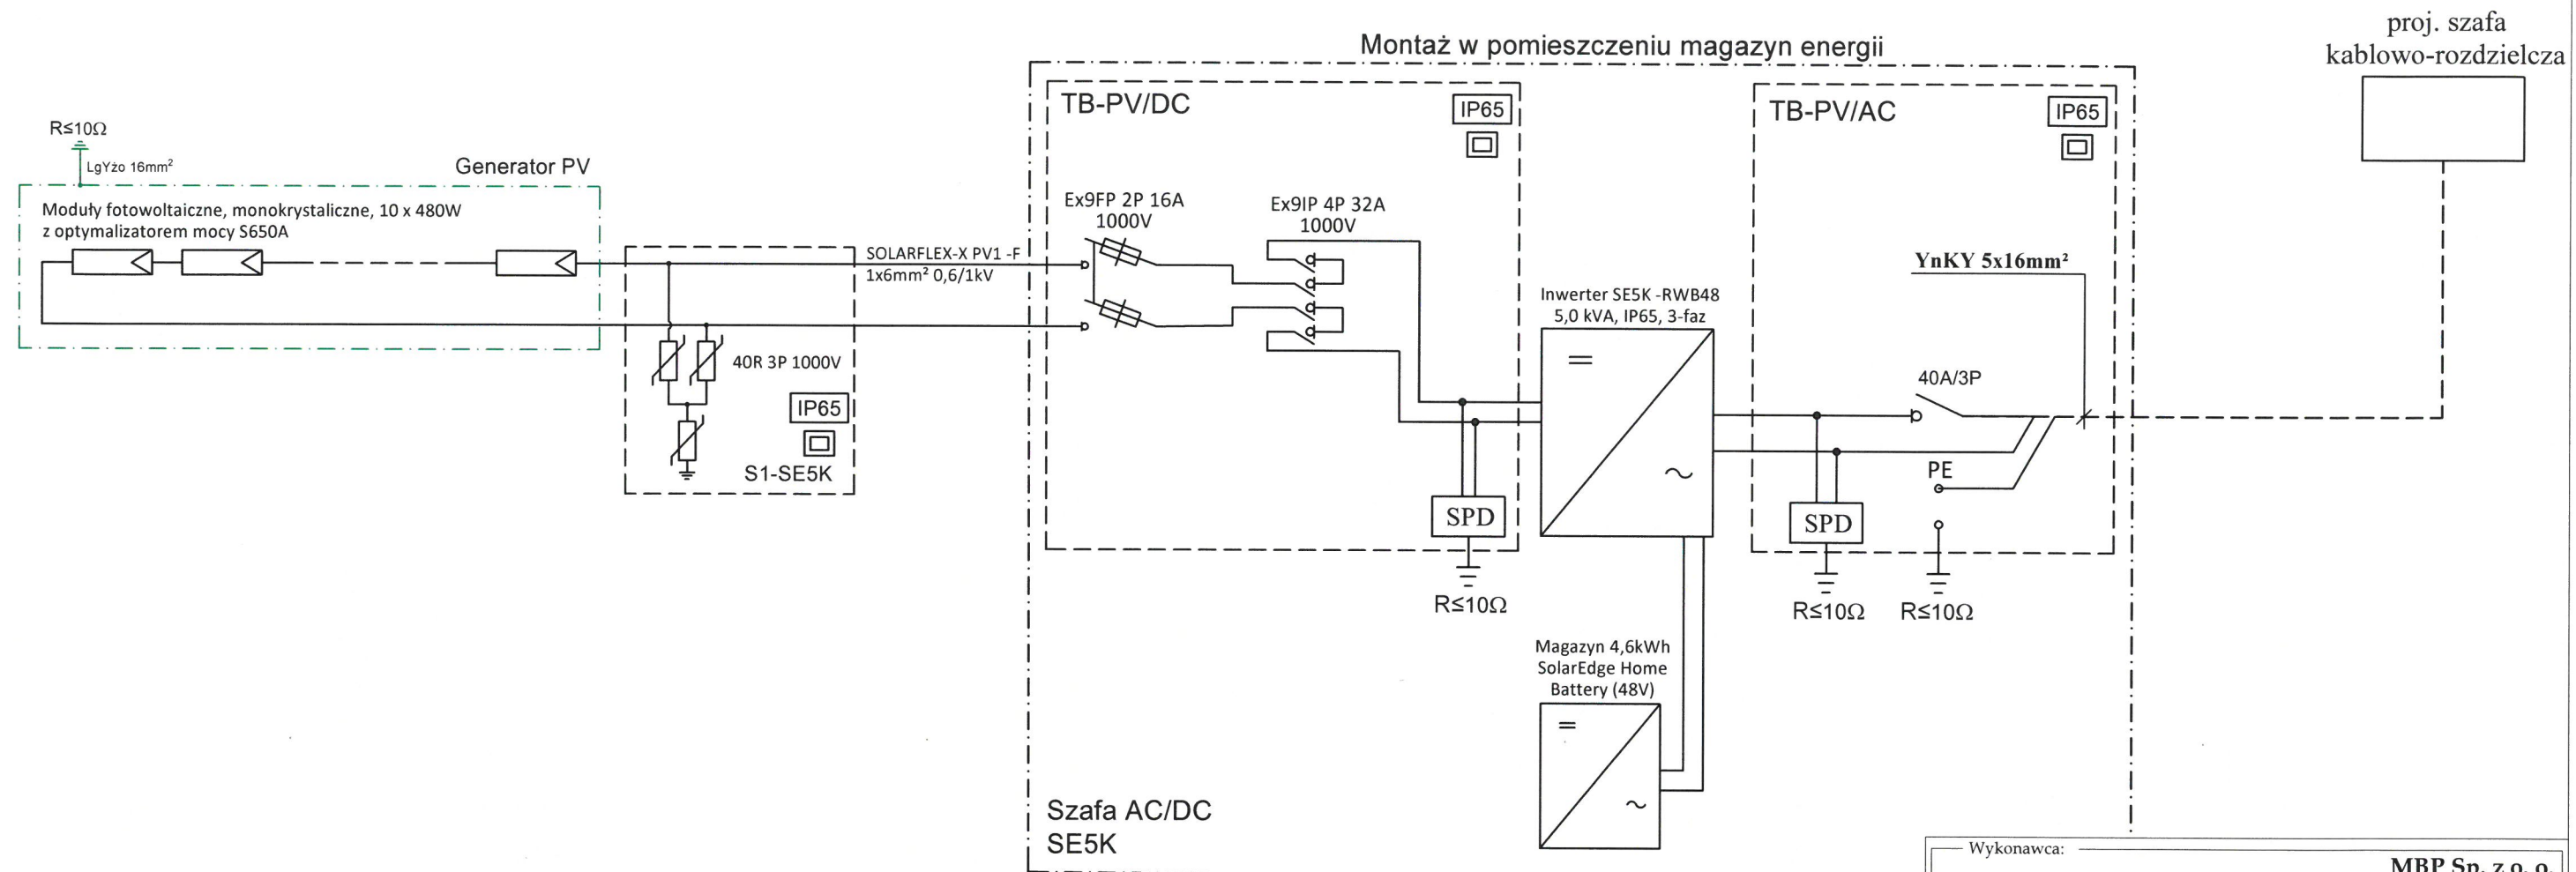 proj. szafa
kablowo-rozdzielcza
Montaż w pomieszczeniu magazyn energii
TB-PV/DC
IP65
TB-PV/AC
IP65
R≤10Ω
LgYżo 16mm²
Generator PV
Moduły fotowoltaiczne, monokrystaliczne, 10 x 480W
z optymalizatorem mocy S650A
SOLARFLEX-X PV1 -F
1x6mm² 0,6/1kV
Ex9FP 2P 16A
1000V
Ex9IP 4P 32A
1000V
YnKY 5x16mm²
Inwerter SE5K -RWB48
5,0 kVA, IP65, 3-faz
40R 3P 1000V
IP65
S1-SE5K
40A/3P
PE
SPD
SPD
R≤10Ω
R≤10Ω
R≤10Ω
Magazyn 4,6kWh
SolarEdge Home
Battery (48V)
Szafa AC/DC
SE5K
Wykonawca:
MBP Sp. z o. o.